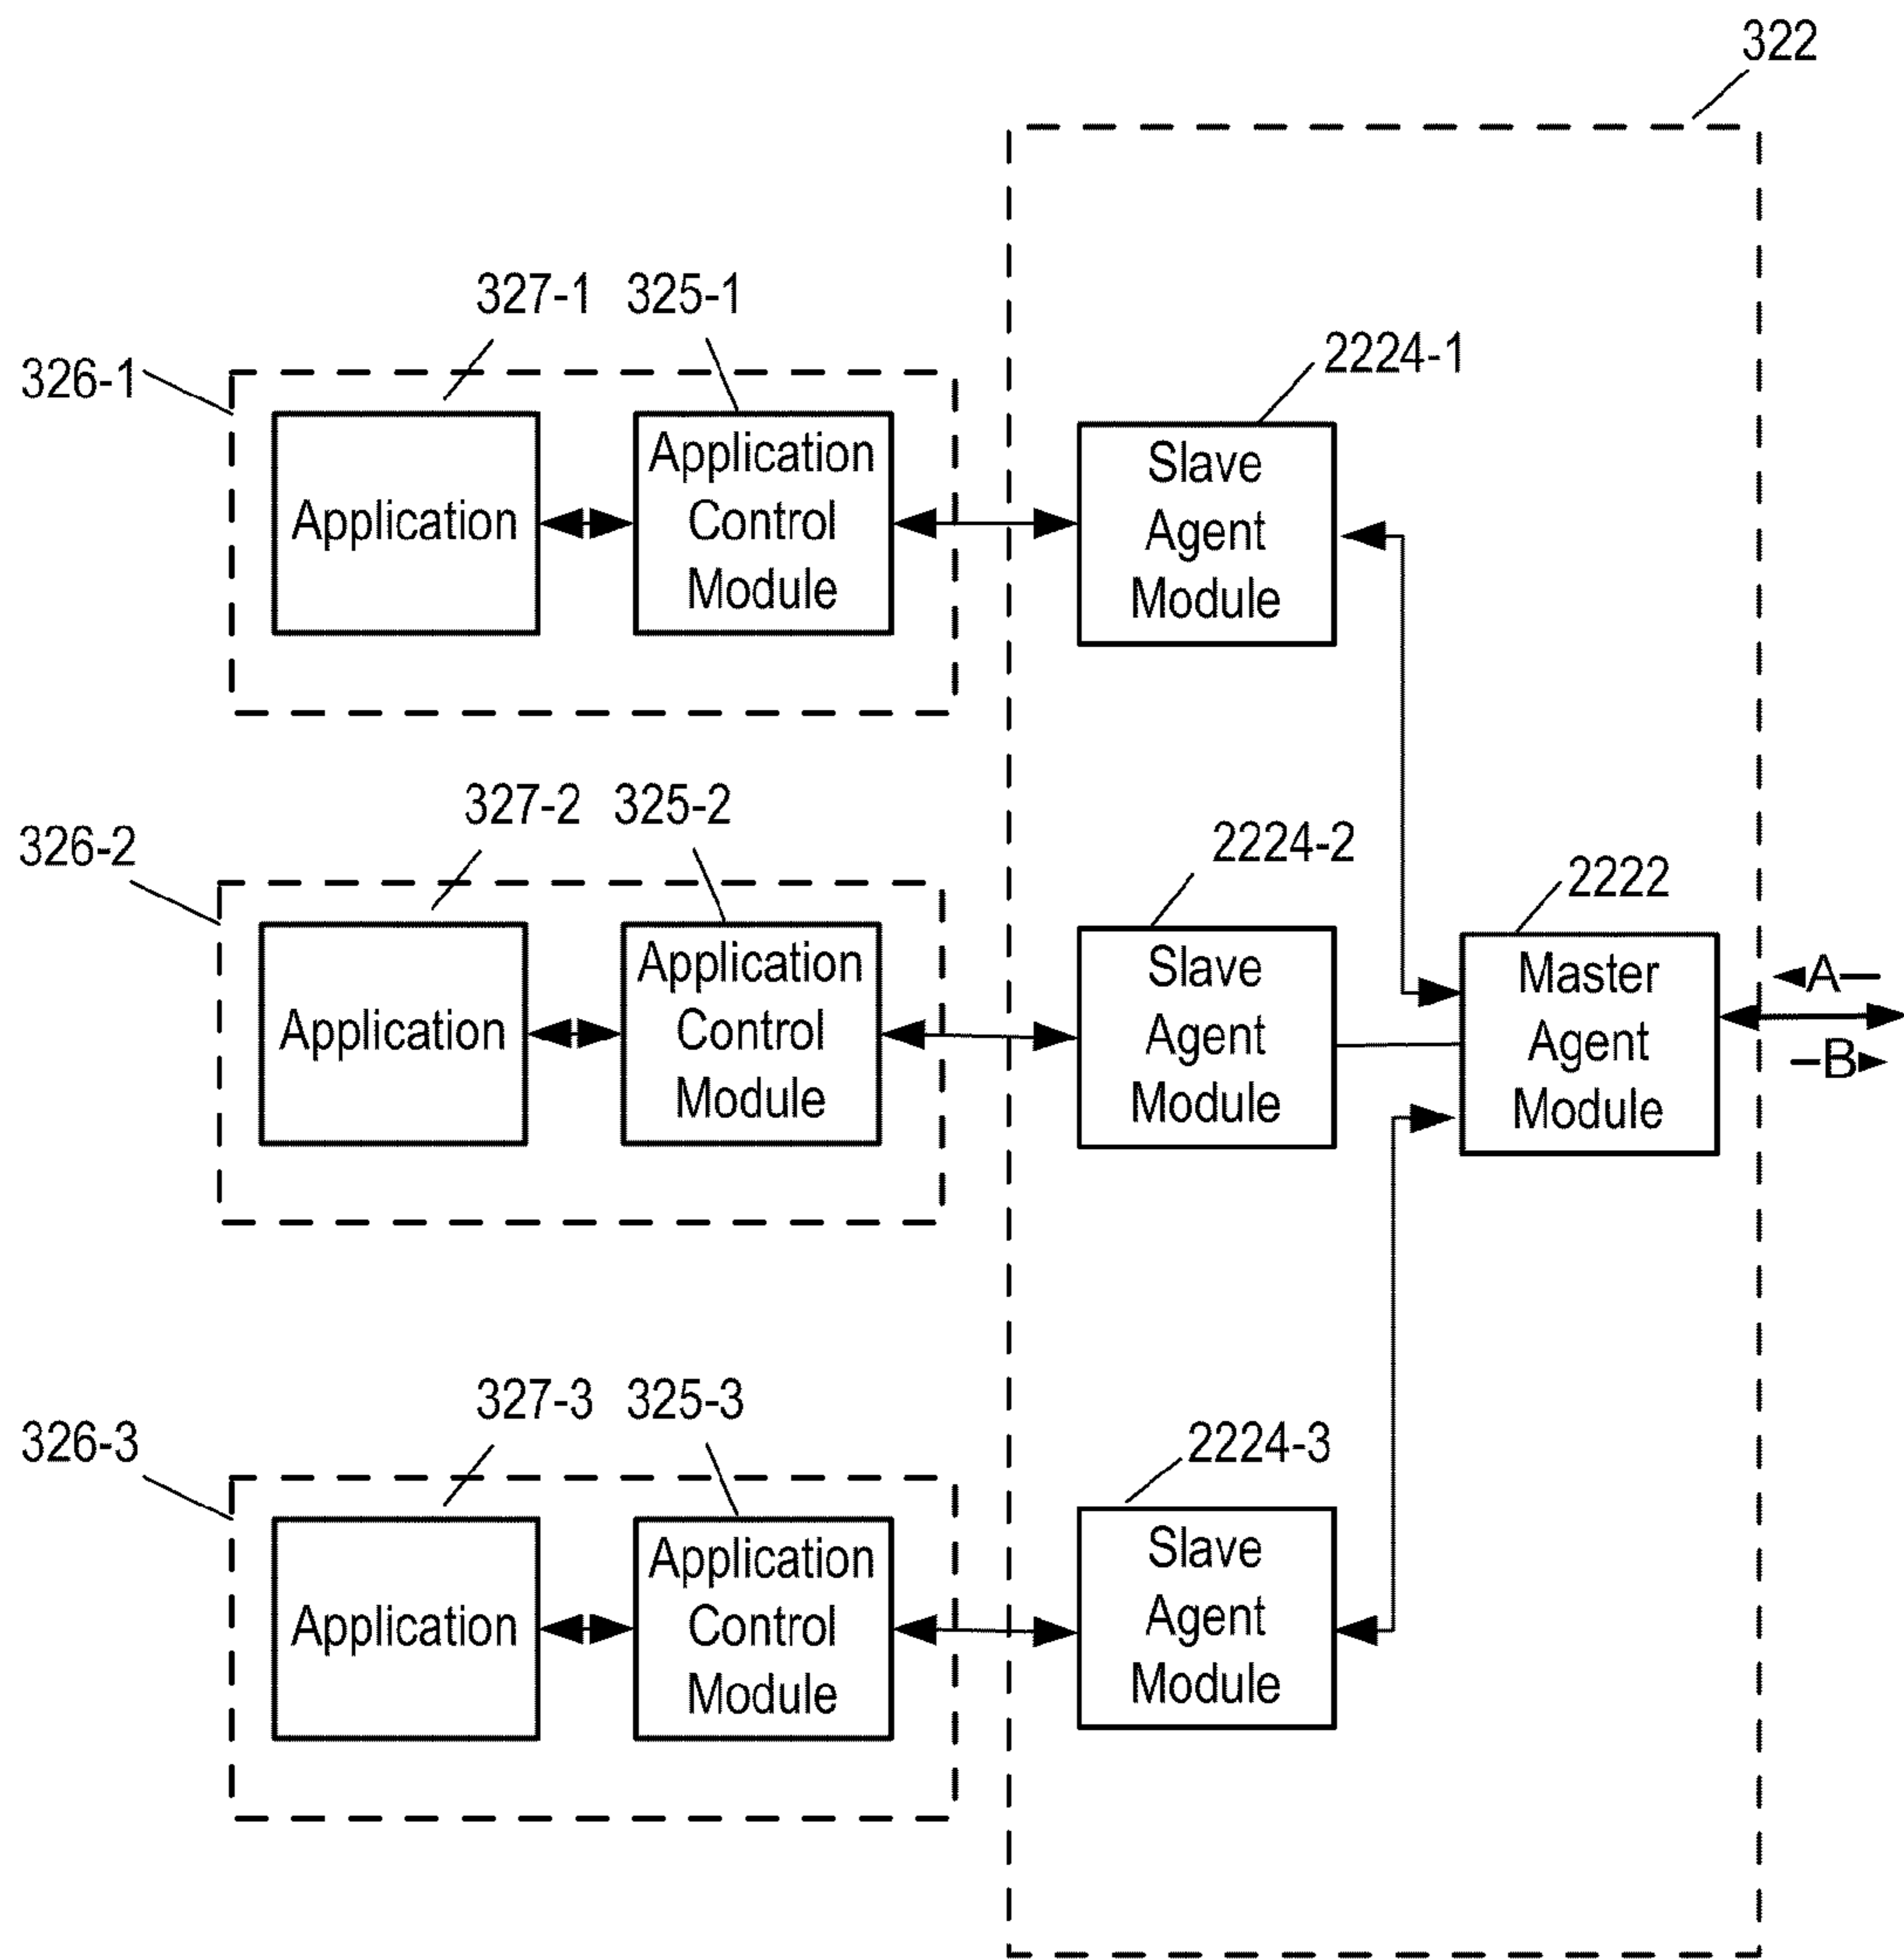 322
327-1 325-1
326-1
2224-1
Application
Application
Control
Module
Slave
Agent
Module
327-2 325-2
326-2
2224-2
2222
Application
Application
Control
Module
Slave
Agent
Module
Master
Agent
Module
A
B
327-3 325-3
326-3
2224-3
Application
Application
Control
Module
Slave
Agent
Module